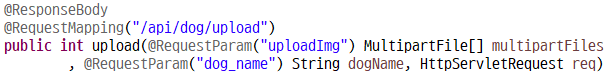 @ResponseBody
@RequestMapping("/api/dog/upload")
public int upload(@RequestParam("uploadImg") MultipartFile[] multipartFiles
, @RequestParam("dog_name") String dogName, HttpServletRequest req)